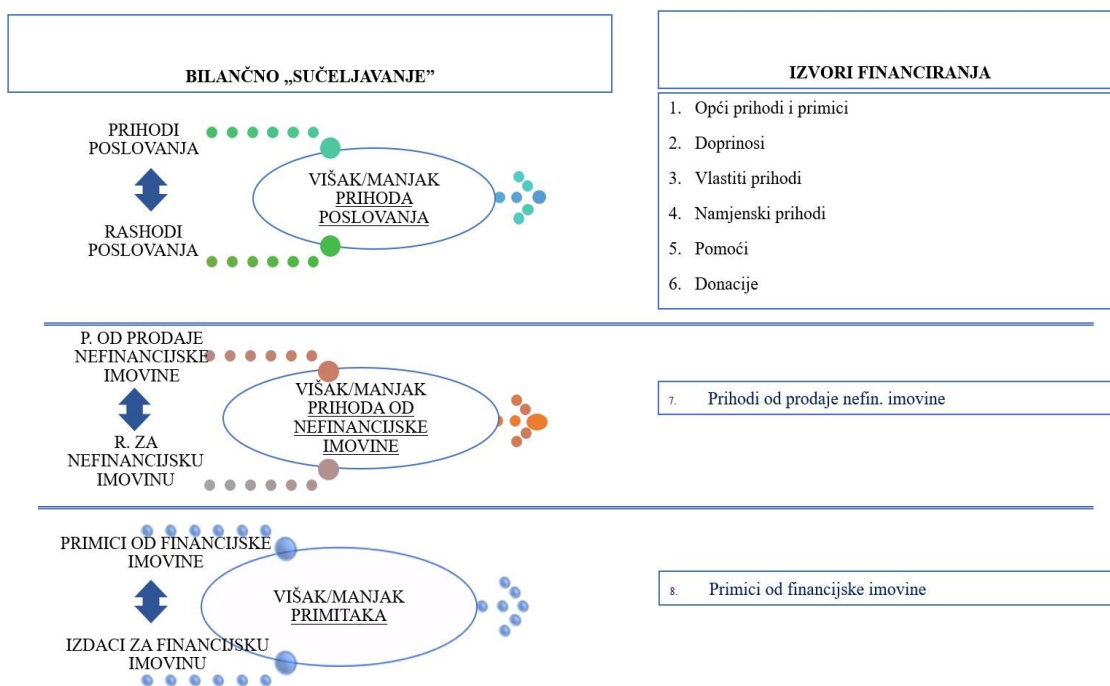 BILANČNO „SUČELJAVANJE”
IZVORI FINANCIRANJA
PRIHODI
POSLOVANJA
RASHODI
POSLOVANJA
VIŠAK/MANJAK
PRIHODA
POSLOVANJA
1. Opći prihodi i primici
2. Doprinosi
3. Vlastiti prihodi
4. Namjenski prihodi
5. Pomoći
6. Donacije
P. OD PRODAJE
NEFINANCIJSKE
IMOVINE
R. ZA
NEFINANCIJSKU
IMOVINU
VIŠAK/MANJAK
PRIHODA OD
NEFINANCIJSKE
IMOVINE
7. Prihodi od prodaje nefin. imovine
PRIMICI OD FINANCIJSKE
IMOVINE
IZDACI ZA FINANCIJSKU
IMOVINU
VIŠAK/MANJAK
PRIMITAKA
8. Primici od financijske imovine